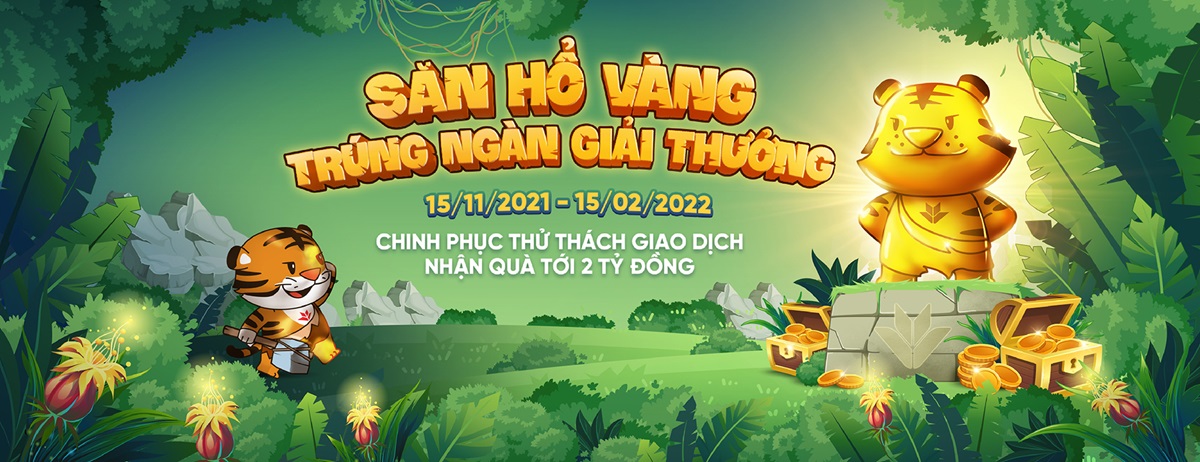 SĂN HỔ VÀNG
TRÚNG NGÀN GIẢI THƯỞNG
15/11/2021 - 15/02/2022
CHINH PHỤC THỬ THÁCH GIAO DỊCH
NHẬN QUÀ TỚI 2 TỶ ĐỒNG